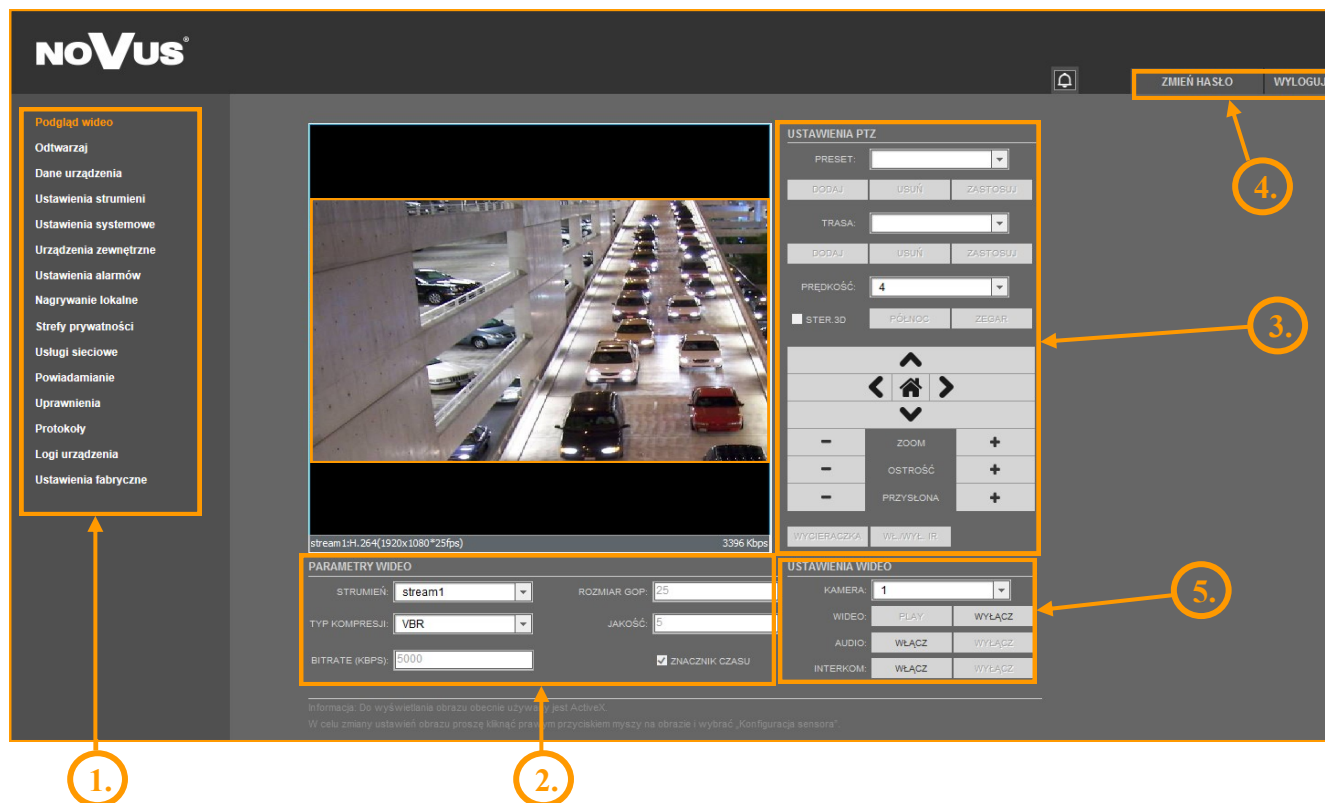 NOVUS®
ZMIEŃ HASŁO WYLOGUJ
4.
Podgląd wideo
Odtwarzaj
Dane urządzenia
Ustawienia strumieni
Ustawienia systemowe
Urządzenia zewnętrzne
Ustawienia alarmów
Nagrywanie lokalne
Strefy prywatności
Usługi sieciowe
Powiadamianie
Uprawnienia
Protokoły
Logi urządzenia
Ustawienia fabryczne
1.
stream1:H.264(1920x1080*25fps) 3396 Kbps
USTAWIENIA PTZ
PRESET:
DODAJ USUŃ ZASTOSUJ
TRASA:
DODAJ USUŃ ZASTOSUJ
PRĘDKOŚĆ: 4
STER.3D PÓŁNOC ZEGAR
- ZOOM +
- OSTROŚĆ +
- PRZYSŁONA +
WYCIERACZKA WŁ./WYŁ. IR
3.
PARAMETRY WIDEO
STRUMIEŃ: stream1 ROZMIAR GOP: 25
TYP KOMPRESJI: VBR JAKOŚĆ: 5
BITRATE (KBPS): 5000 ZNACZNIK CZASU
2.
USTAWIENIA WIDEO
KAMERA: 1
WIDEO: PLAY WYŁĄCZ
AUDIO: WŁĄCZ WYŁĄCZ
INTERKOM: WŁĄCZ WYŁĄCZ
5.
Informacja: Do wyświetlania obrazu obecnie używany jest ActiveX.
W celu zmiany ustawień obrazu proszę kliknąć prawym przyciskiem myszy na obrazie i wybrać „Konfiguracja sensora”.